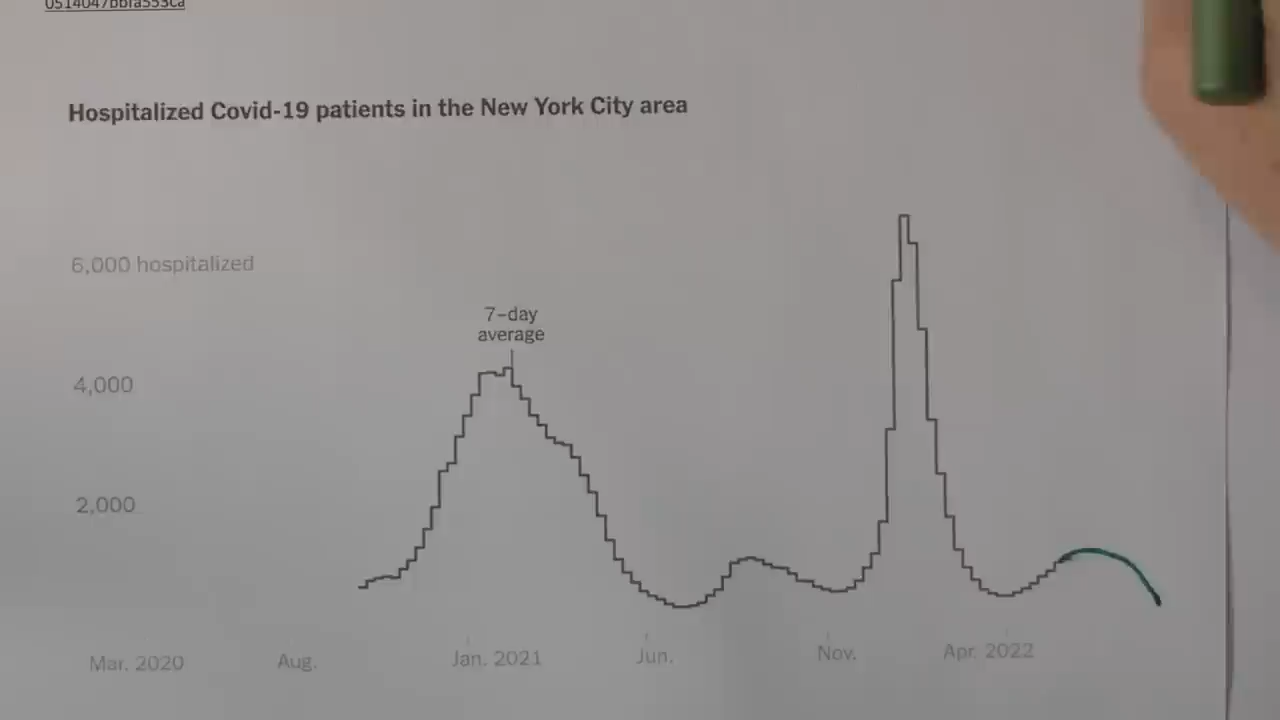 Hospitalized Covid-19 patients in the New York City area
6,000 hospitalized
7-day
average
4,000
2,000
Mar. 2020
Aug.
Jan. 2021
Jun.
Nov.
Apr. 2022